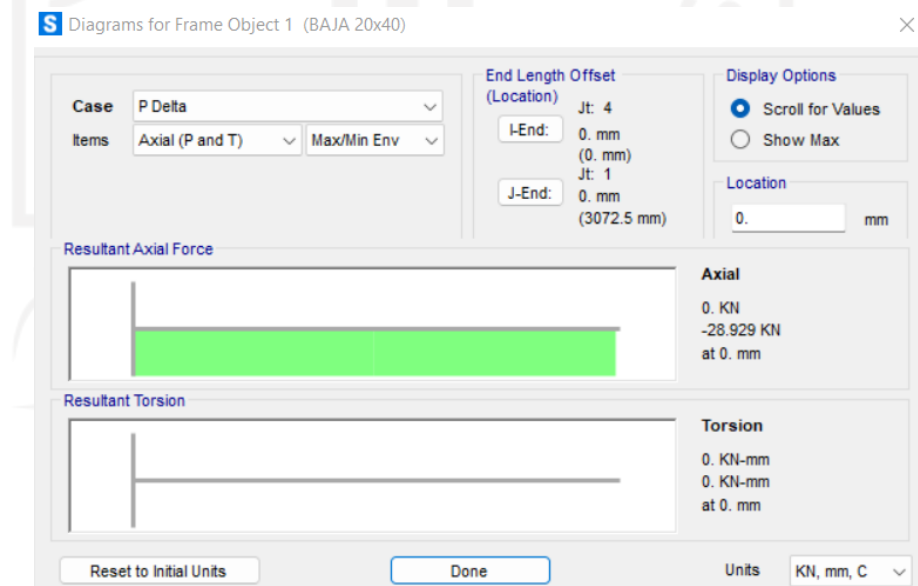 S Diagrams for Frame Object 1 (BAJA 20x40)
Case P Delta
Items Axial (P and T) Max/Min Env
End Length Offset
(Location)
Jt: 4
I-End: 0. mm
(0. mm)
Jt: 1
J-End: 0. mm
(3072.5 mm)
Display Options
Scroll for Values
Show Max
Location
0. mm
Resultant Axial Force
Axial
0. KN
-28.929 KN
at 0. mm
Resultant Torsion
Torsion
0. KN-mm
0. KN-mm
at 0. mm
Reset to Initial Units Done Units KN, mm, C